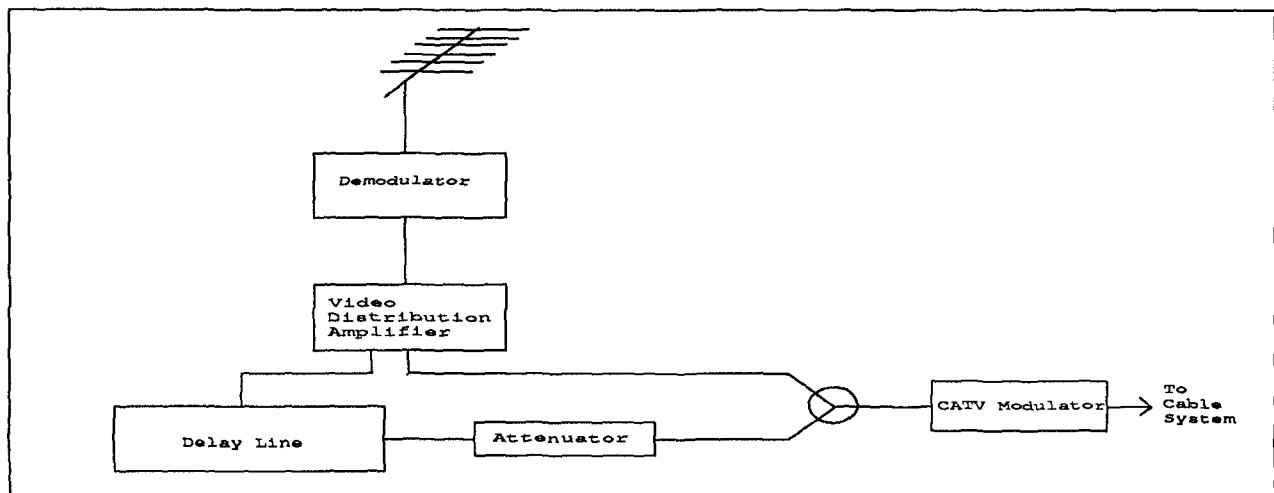 Demodulator
Video
Distribution
Amplifier
Delay Line
Attenuator
CATV Modulator
To
Cable
System